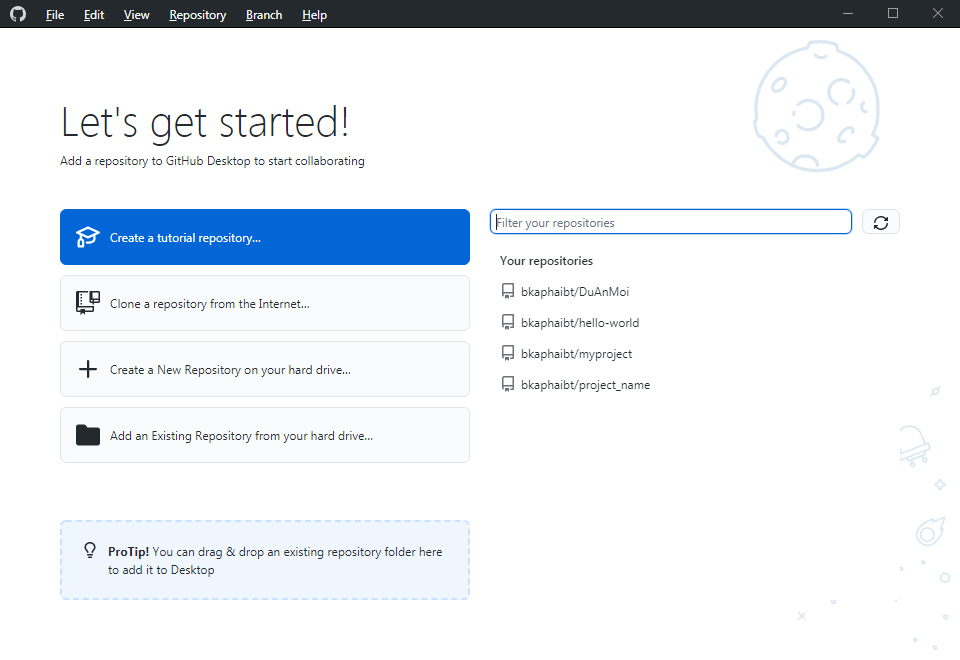 File Edit View Repository Branch Help
Let's get started!
Add a repository to GitHub Desktop to start collaborating
Create a tutorial repository...
Clone a repository from the Internet...
Create a New Repository on your hard drive...
Add an Existing Repository from your hard drive...
ProTip! You can drag & drop an existing repository folder here
to add it to Desktop
Filter your repositories
Your repositories
bkaphaibt/DuAnMoi
bkaphaibt/hello-world
bkaphaibt/myproject
bkaphaibt/project_name